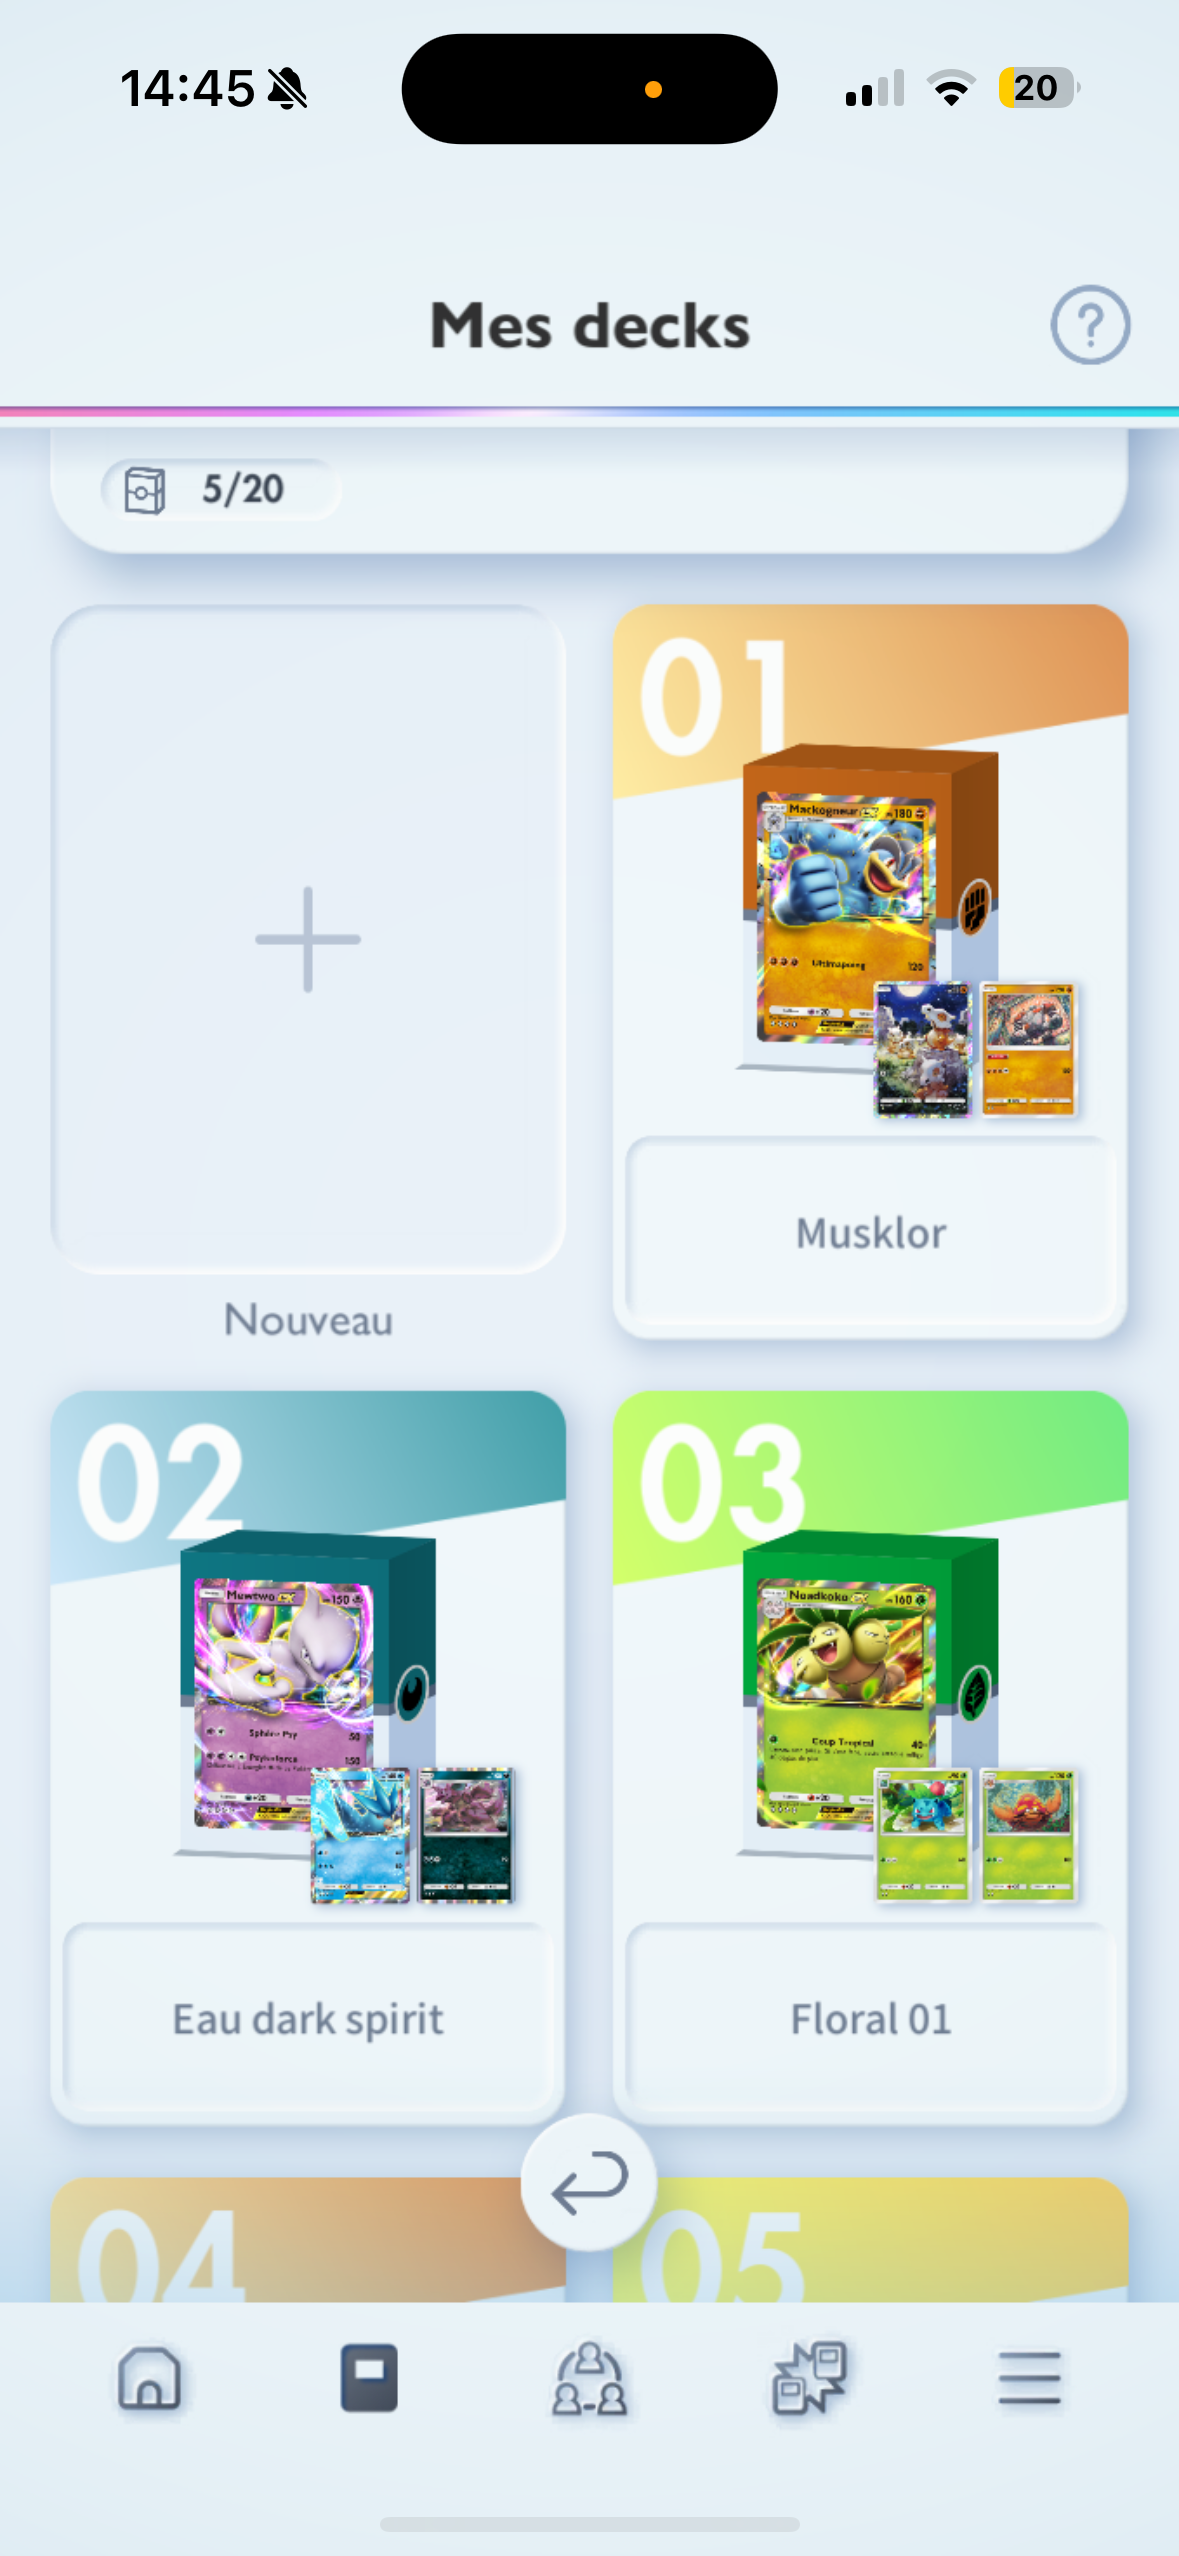 14:45
20
Mes decks
?
5/20
Nouveau
01
Mackogneur ex 180
Ultimapoing 120
Musklor
02
Mewtwo ex 150
Sphère Psy 50
Psykoforce 150
Eau dark spirit
03
Noadkoko ex 160
Coup Tropical 40
Floral 01
04
05